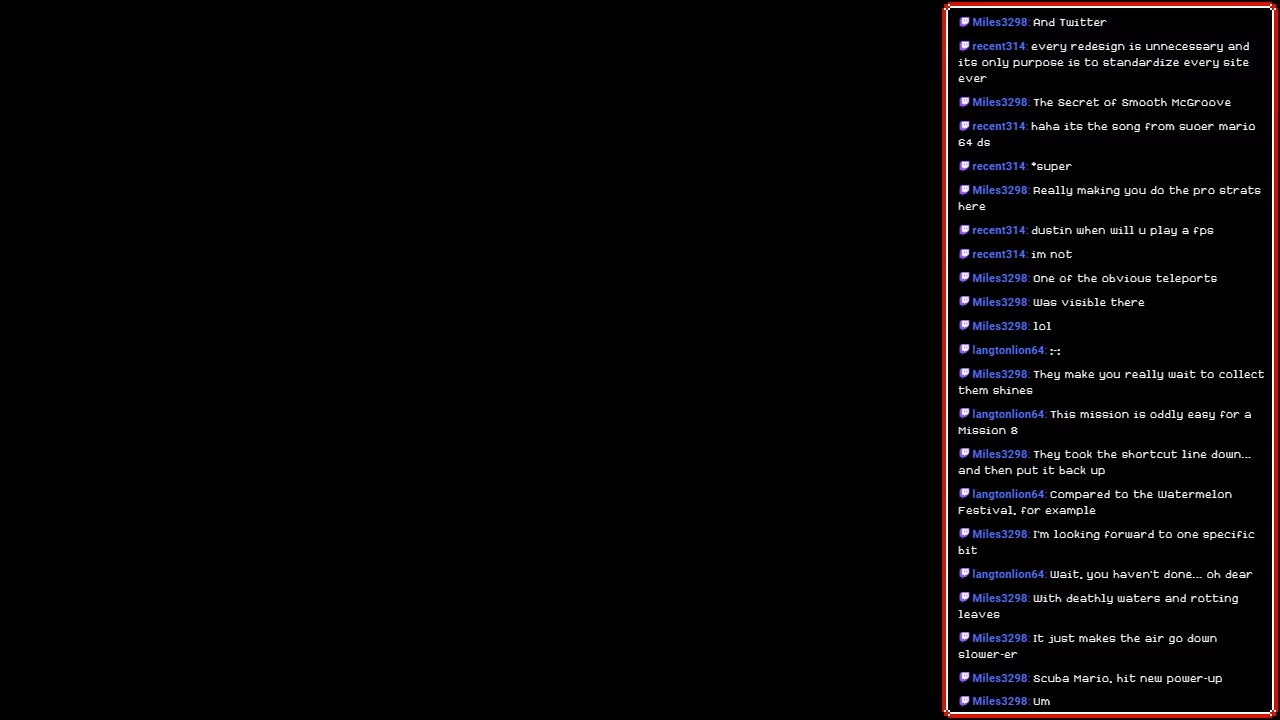 Miles3298: And Twitter
recent314: every redesign is unnecessary and
its only purpose is to standardize every site
ever
Miles3298: The Secret of Smooth McGroove
recent314: haha its the song from suoer mario
64 ds
recent314: *super
Miles3298: Really making you do the pro strats
here
recent314: dustin when will u play a fps
recent314: im not
Miles3298: One of the obvious teleports
Miles3298: Was visible there
Miles3298: lol
langtonlion64: :-:
Miles3298: They make you really wait to collect
them shines
langtonlion64: This mission is oddly easy for a
Mission 8
Miles3298: They took the shortcut line down...
and then put it back up
langtonlion64: Compared to the Watermelon
Festival, for example
Miles3298: I'm looking forward to one specific
bit
langtonlion64: Wait, you haven't done... oh dear
Miles3298: With deathly waters and rotting
leaves
Miles3298: It just makes the air go down
slower-er
Miles3298: Scuba Mario, hit new power-up
Miles3298: Um